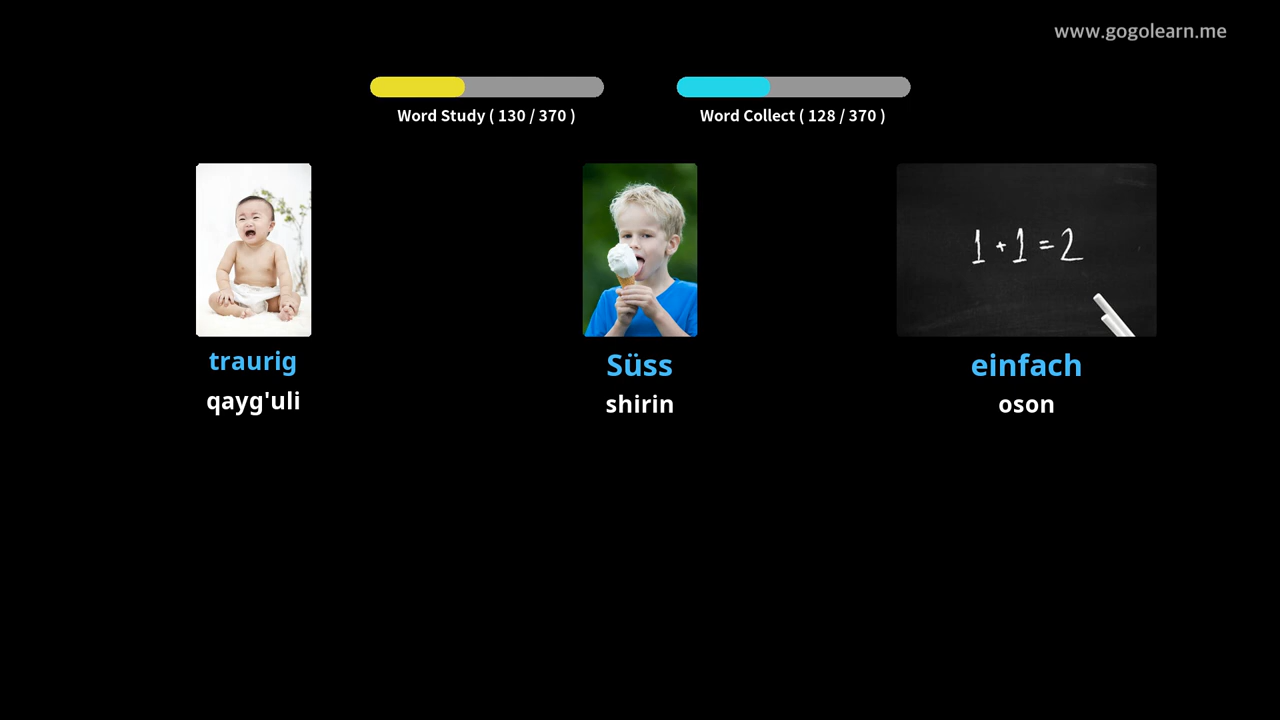 www.gogolearn.me
Word Study ( 130 / 370 )
Word Collect ( 128 / 370 )
1 + 1 = 2
traurig
qayg'uli
Süss
shirin
einfach
oson